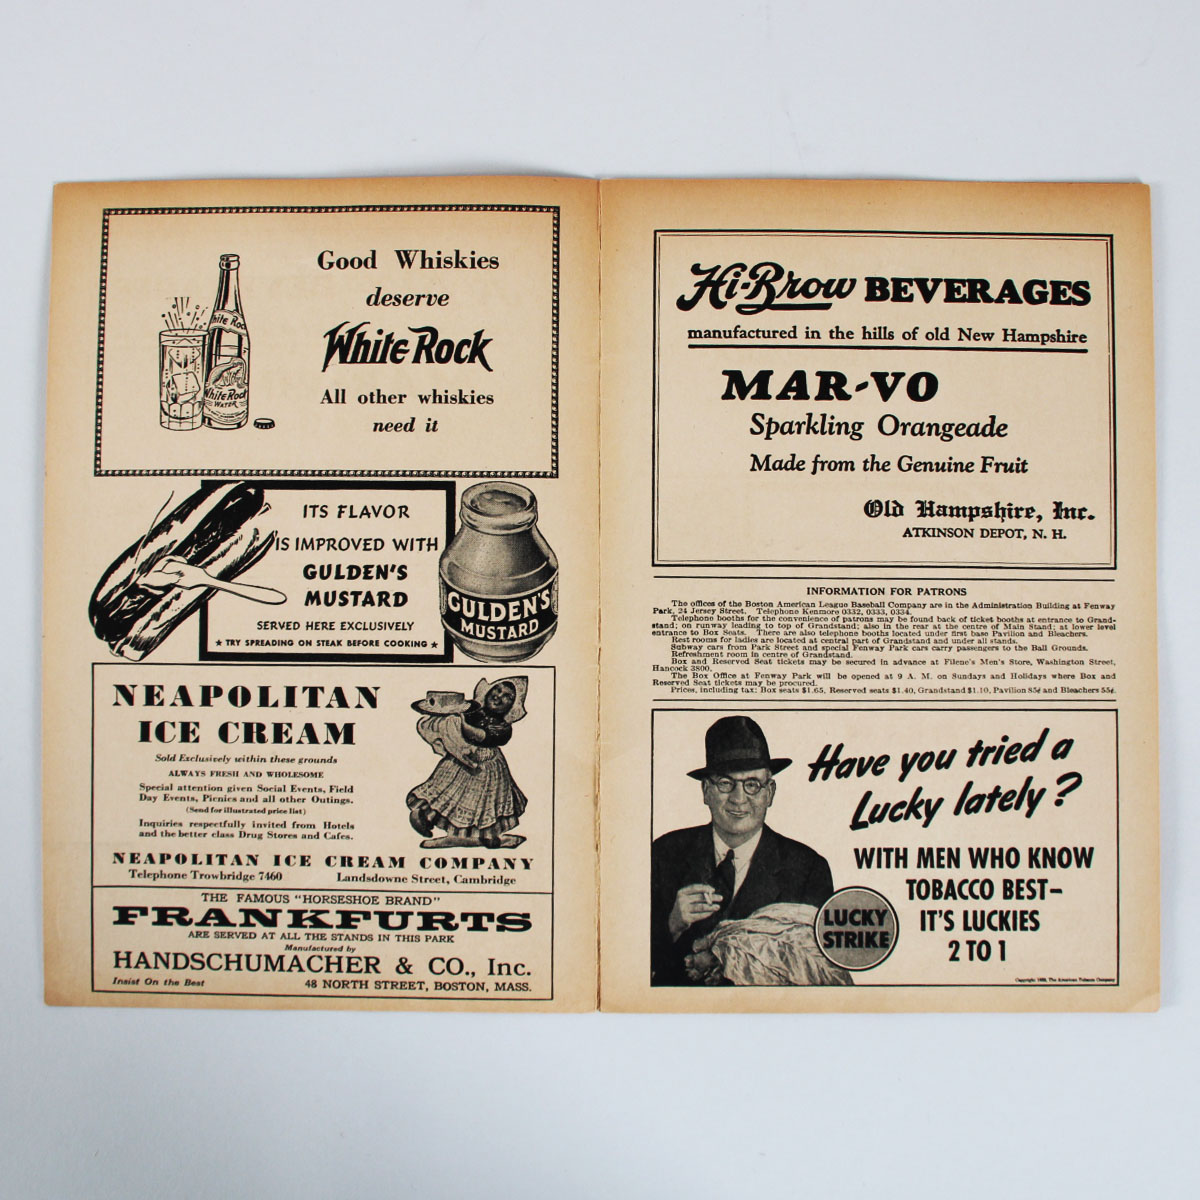 Good Whiskies
deserve
White Rock
All other whiskies
need it
White Rock
White Rock
WATER
ITS FLAVOR
IS IMPROVED WITH
GULDEN'S
MUSTARD
SERVED HERE EXCLUSIVELY
★ TRY SPREADING ON STEAK BEFORE COOKING ★
GULDEN'S
MUSTARD
NEAPOLITAN
ICE CREAM
Sold Exclusively within these grounds
ALWAYS FRESH AND WHOLESOME
Special attention given Social Events, Field
Day Events, Picnics and all other Outings.
(Send for illustrated price list)
Inquiries respectfully invited from Hotels
and the better class Drug Stores and Cafes.
NEAPOLITAN ICE CREAM COMPANY
Telephone Trowbridge 7460 Landsdowne Street, Cambridge
THE FAMOUS "HORSESHOE BRAND"
FRANKFURTS
ARE SERVED AT ALL THE STANDS IN THIS PARK
Manufactured by
HANDSCHUMACHER & CO., Inc.
Insist On the Best 48 NORTH STREET, BOSTON, MASS.
Hi-Brow BEVERAGES
manufactured in the hills of old New Hampshire
MAR-VO
Sparkling Orangeade
Made from the Genuine Fruit
Old Hampshire, Inc.
ATKINSON DEPOT, N. H.
INFORMATION FOR PATRONS
The offices of the Boston American League Baseball Company are in the Administration Building at Fenway
Park, 24 Jersey Street. Telephone Kenmore 0332, 0333, 0334.
Telephone booths for the convenience of patrons may be found back of ticket booths at entrance to Grand-
stand; on runway leading to top of Grandstand; also in the rear at the centre of Main Stand; at lower level
entrance to Box Seats. There are also telephone booths located under first base Pavilion and Bleachers.
Rest rooms for ladies are located at central part of Grandstand and under all stands.
Subway cars from Park Street and special Fenway Park cars carry passengers to the Ball Grounds.
Refreshment room in centre of Grandstand.
Box and Reserved Seat tickets may be secured in advance at Filene's Men's Store, Washington Street,
Hancock 3800.
The Box Office at Fenway Park will be opened at 9 A. M. on Sundays and Holidays where Box and
Reserved Seat tickets may be procured.
Prices, including tax: Box seats $1.65, Reserved seats $1.40, Grandstand $1.10, Pavilion 85¢ and Bleachers 55¢.
Have you tried a
Lucky lately?
WITH MEN WHO KNOW
TOBACCO BEST—
IT'S LUCKIES
2 TO 1
LUCKY
STRIKE
The American Tobacco Company